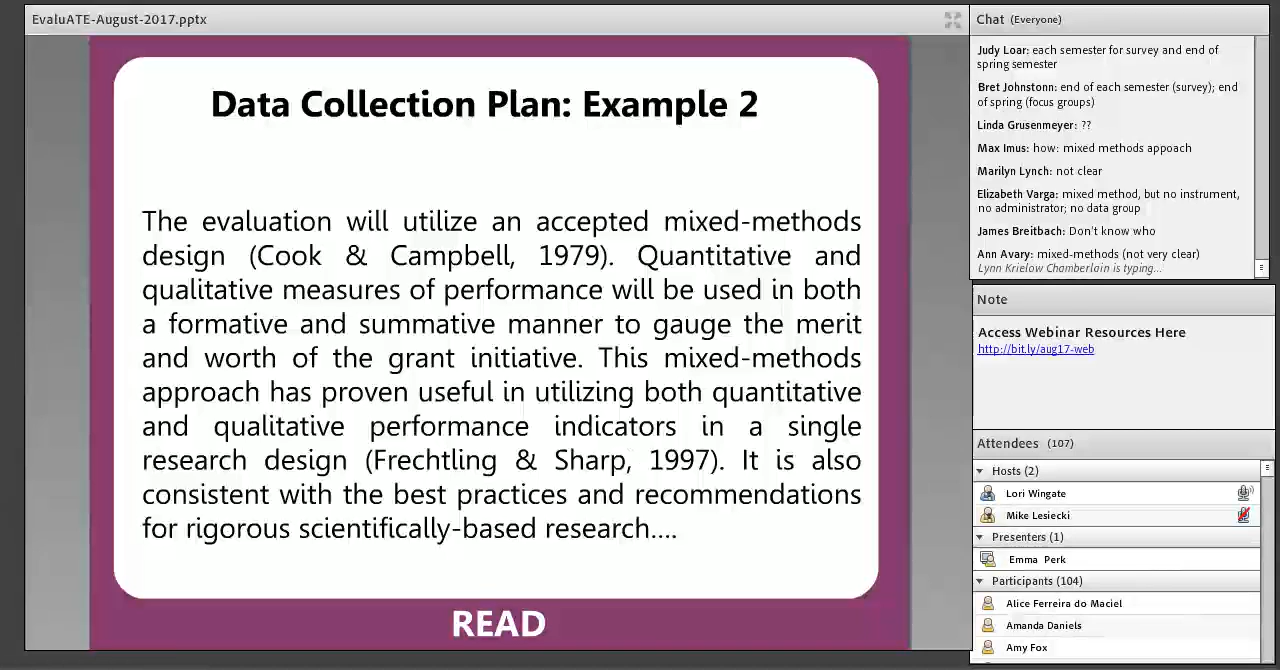 EvaluATE-August-2017.pptx
Data Collection Plan: Example 2
The evaluation will utilize an accepted mixed-methods
design (Cook & Campbell, 1979). Quantitative and
qualitative measures of performance will be used in both
a formative and summative manner to gauge the merit
and worth of the grant initiative. This mixed-methods
approach has proven useful in utilizing both quantitative
and qualitative performance indicators in a single
research design (Frechtling & Sharp, 1997). It is also
consistent with the best practices and recommendations
for rigorous scientifically-based research....
READ
Chat (Everyone)
Judy Loar: each semester for survey and end of
spring semester
Bret Johnstonn: end of each semester (survey); end
of spring (focus groups)
Linda Grusenmeyer: ??
Max Imus: how: mixed methods appoach
Marilyn Lynch: not clear
Elizabeth Varga: mixed method, but no instrument,
no administrator; no data group
James Breitbach: Don't know who
Ann Avary: mixed-methods (not very clear)
Lynn Krielow Chamberlain is typing...
Note
Access Webinar Resources Here
http://bit.ly/aug17-web
Attendees (107)
Hosts (2)
Lori Wingate
Mike Lesiecki
Presenters (1)
Emma Perk
Participants (104)
Alice Ferreira do Maciel
Amanda Daniels
Amy Fox